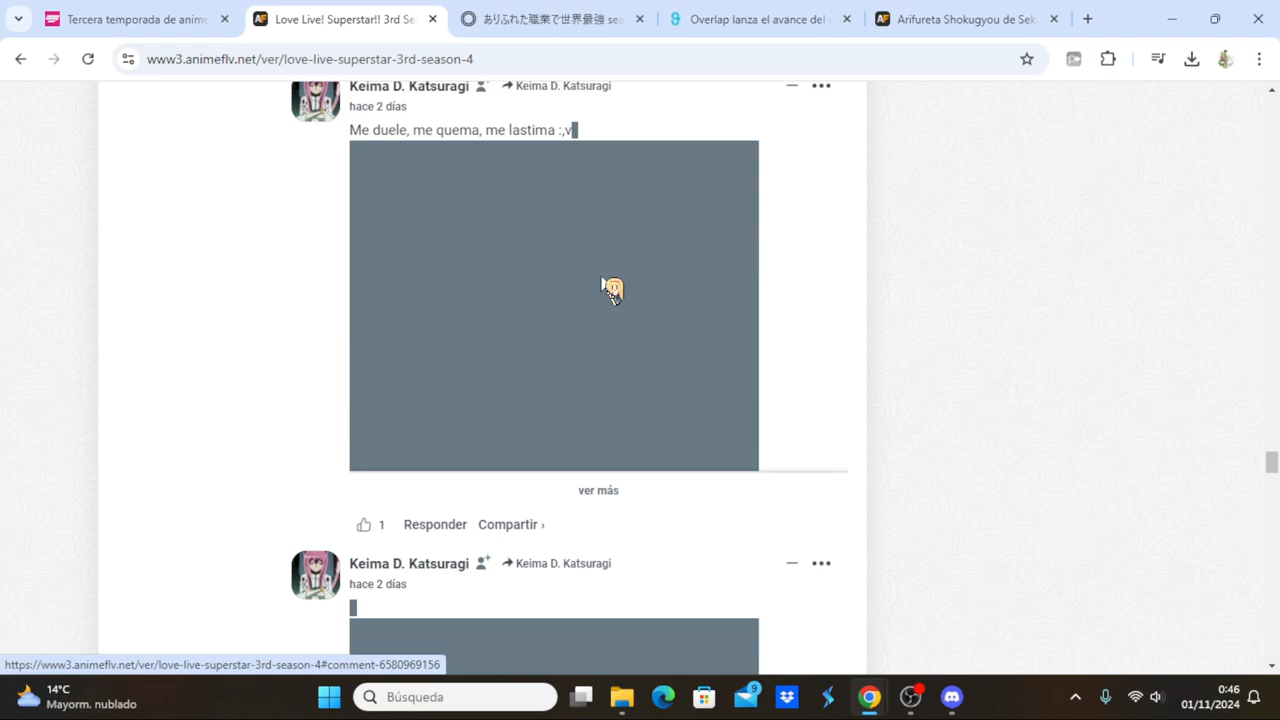 Tercera temporada de anime
Love Live! Superstar!! 3rd Se
ありふれた職業で世界最強 sea
Overlap lanza el avance del
Arifureta Shokugyou de Sek
www3.animeflv.net/ver/love-live-superstar-3rd-season-4
Keima D. Katsuragi Keima D. Katsuragi
hace 2 días
Me duele, me quema, me lastima :,v
ver más
1 Responder Compartir ›
Keima D. Katsuragi Keima D. Katsuragi
hace 2 días
https://www3.animeflv.net/ver/love-live-superstar-3rd-season-4#comment-6580969156
14°C
Mayorm. nublado
Búsqueda
9
0:46
01/11/2024